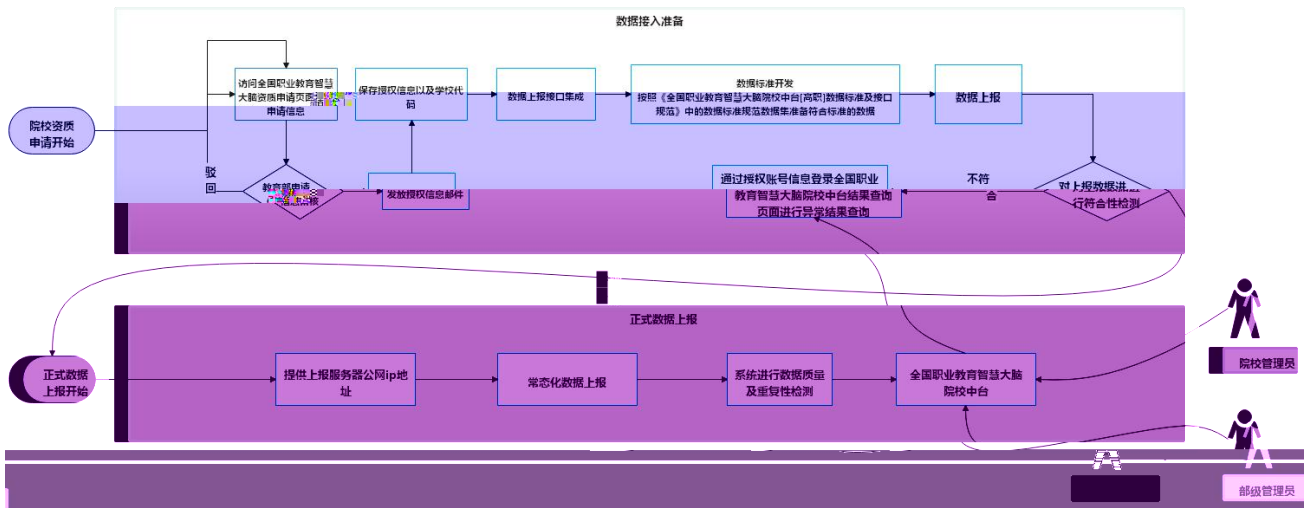 数据接入准备
访问全国职业教育智慧
大脑资质申请页面
申请信息
保存授权信息以及学校代
码
数据上报接口集成
数据标准开发
按照《全国职业教育智慧大脑院校中台[高职]数据标准及接口
规范》中的数据标准规范数据集准备符合标准的数据
数据上报
院校资质
申请开始
驳
回
教育部申请
信息审核
发放授权信息邮件
通过授权账号信息登录全国职业
教育智慧大脑院校中台结果查询
页面进行异常结果查询
不符
合
对上报数据进
行符合性检测
正式数据上报
正式数据
上报开始
提供上报服务器公网ip地
址
常态化数据上报
系统进行数据质量
及重复性检测
全国职业教育智慧大脑
院校中台
院校管理员
部级管理员